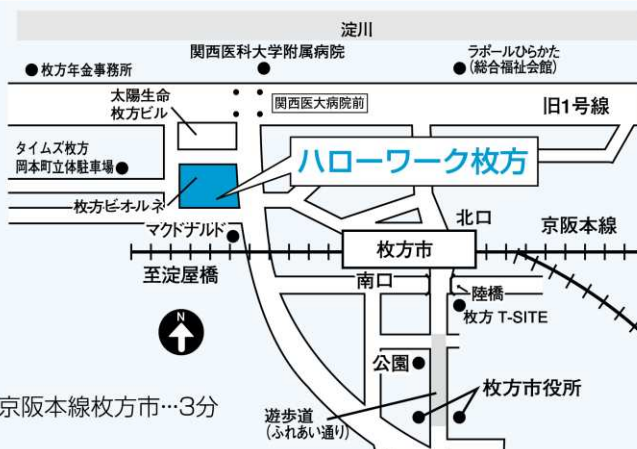 淀川
関西医科大学附属病院
ラポールひらかた
(総合福祉会館)
枚方年金事務所
太陽生命
枚方ビル
関西医大病院前
旧1号線
タイムズ枚方
岡本町立体駐車場
ハローワーク枚方
枚方ビオルネ
マクドナルド
北口
京阪本線
枚方市
至淀屋橋
南口
陸橋
枚方 T-SITE
N
公園
枚方市役所
京阪本線枚方市…3分
遊歩道
(ふれあい通り)